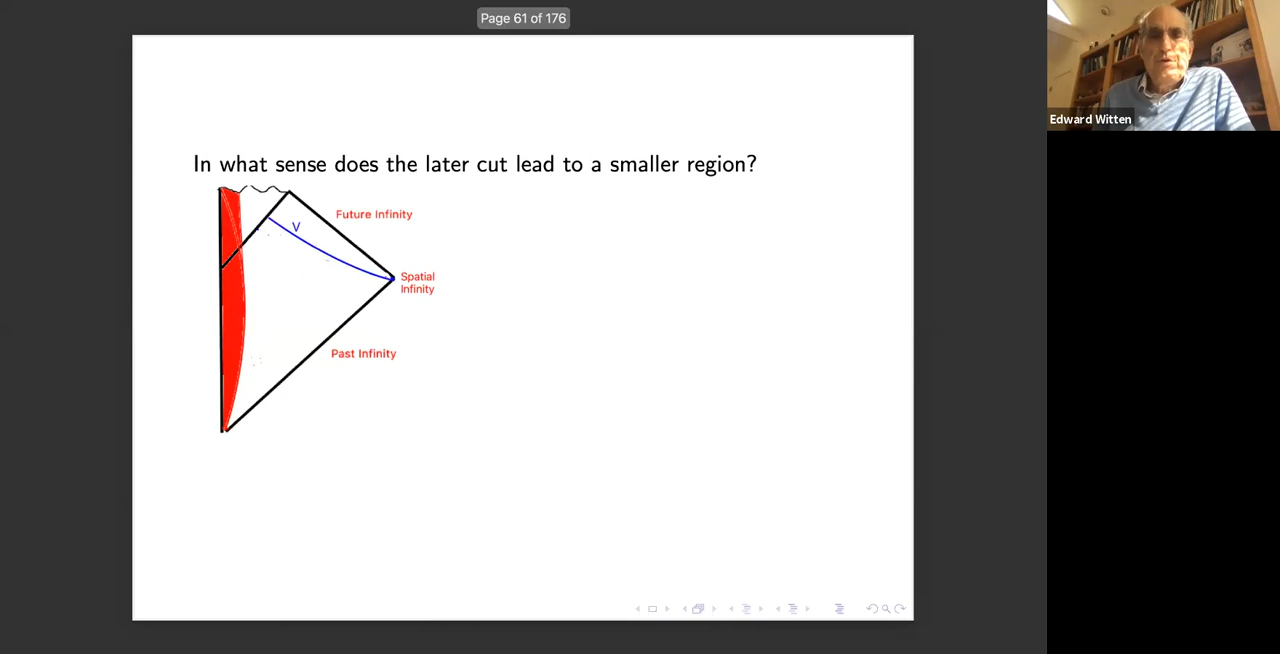 Page 61 of 176
Edward Witten
In what sense does the later cut lead to a smaller region?
Future Infinity
V
Spatial
Infinity
Past Infinity